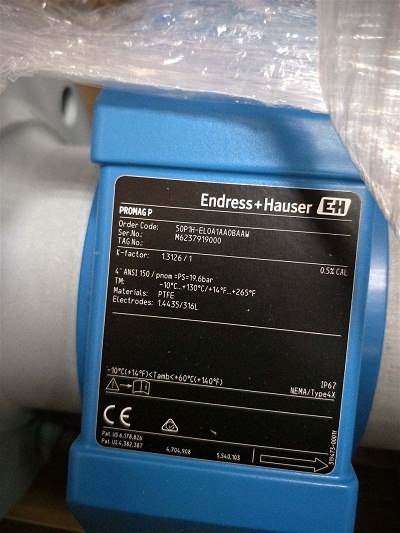 Endress+Hauser EH
PROMAG P
Order Code: 50P1H-EL0A1AA0BAAW
Ser.No.: M6237919000
TAG No.:
K-factor: 1.3126 / 1
0.5% CAL
4" ANSI 150 / pnom =PS=19.6bar
TM: -10°C...+130°C/+14°F...+265°F
Materials: PTFE
Electrodes: 1.4435/316L
-10°C(+14°F)<Tamb<+60°C(+140°F)
IP67
NEMA/Type4X
i
CE
Pat. US 6,178,826
Pat. US 4,382,387
4,704,908
5,540,103
319473-0001Y